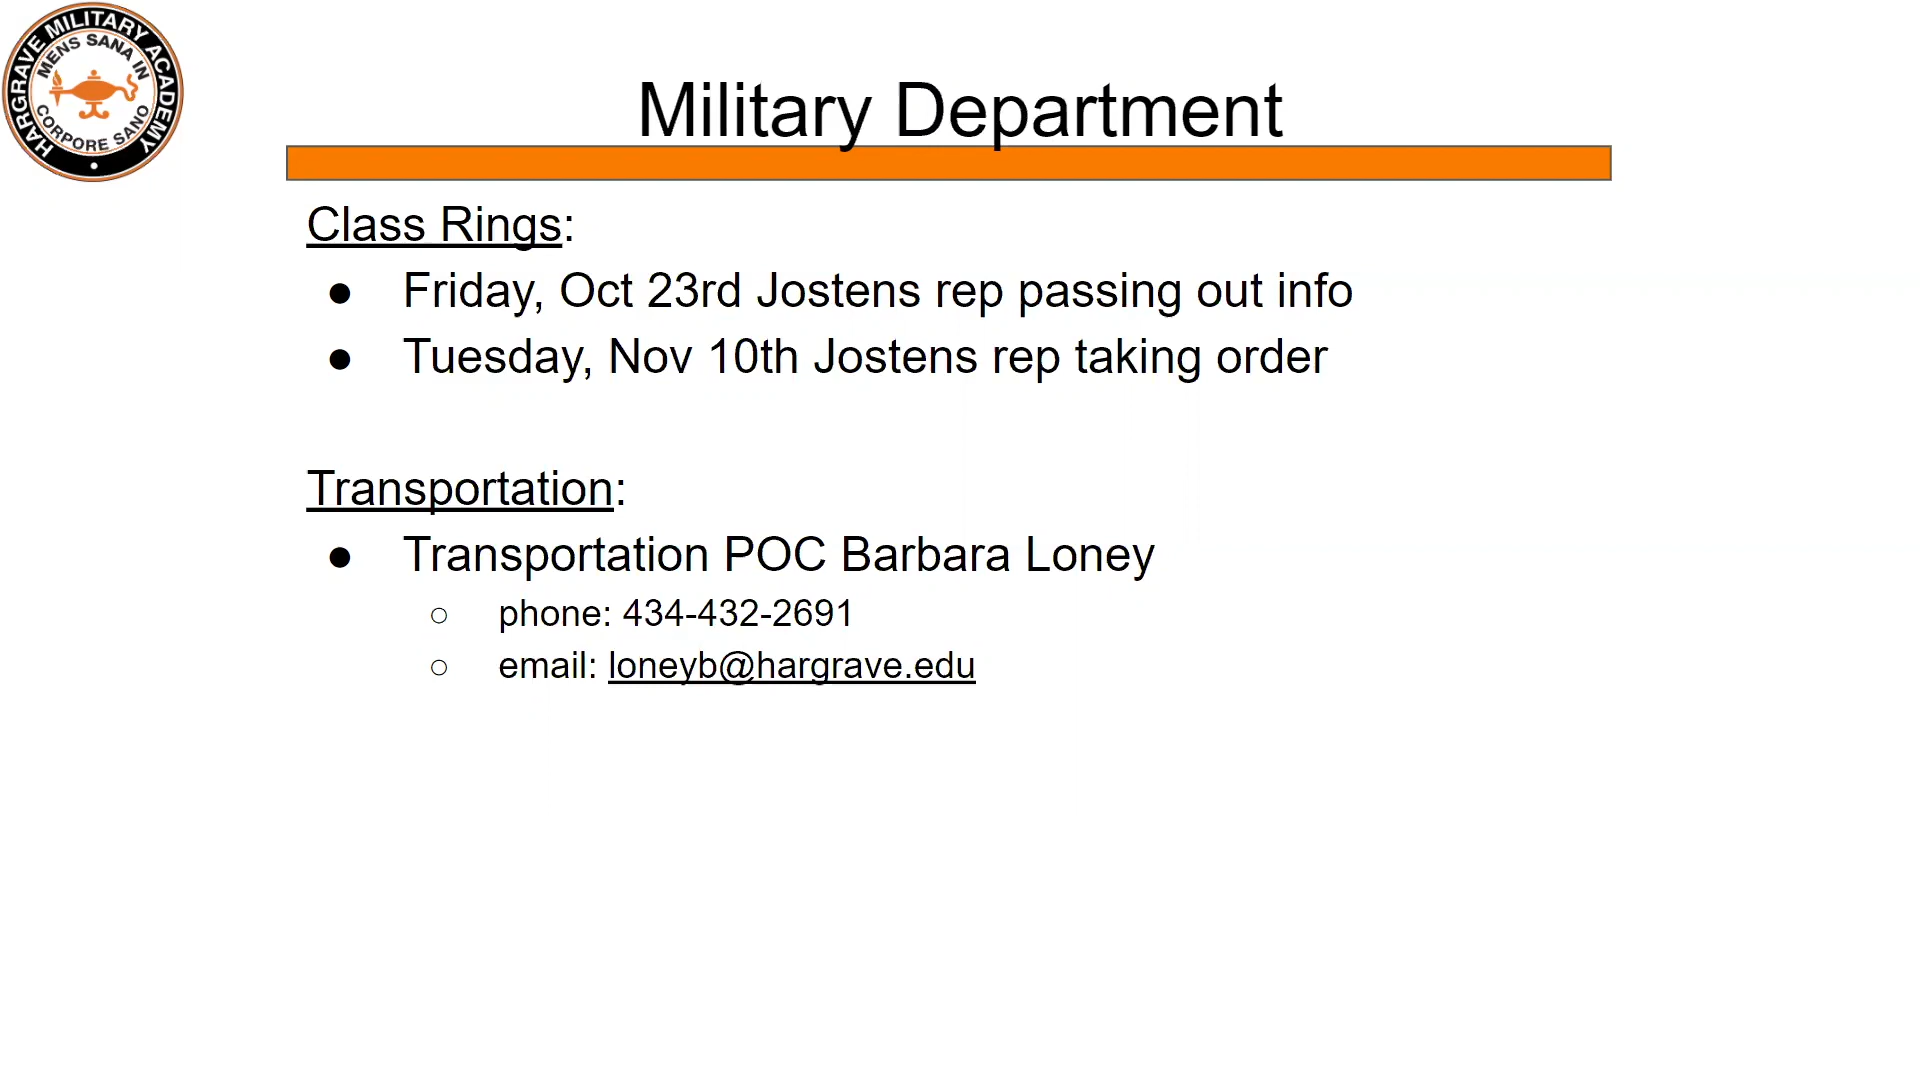 HARGRAVE MILITARY ACADEMY
MENS SANA IN
CORPORE SANO
Military Department
Class Rings:
● Friday, Oct 23rd Jostens rep passing out info
● Tuesday, Nov 10th Jostens rep taking order
Transportation:
● Transportation POC Barbara Loney
○ phone: 434-432-2691
○ email: loneyb@hargrave.edu